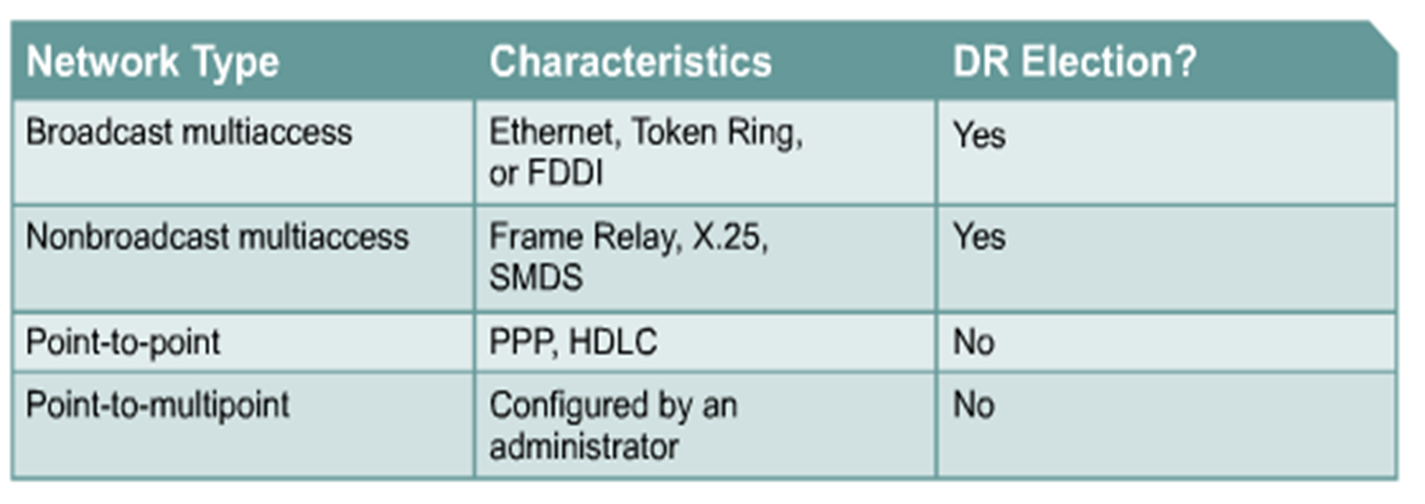 Network Type Characteristics DR Election?
Broadcast multiaccess Ethernet, Token Ring, Yes
or FDDI
Nonbroadcast multiaccess Frame Relay, X.25, Yes
SMDS
Point-to-point PPP, HDLC No
Point-to-multipoint Configured by an No
administrator